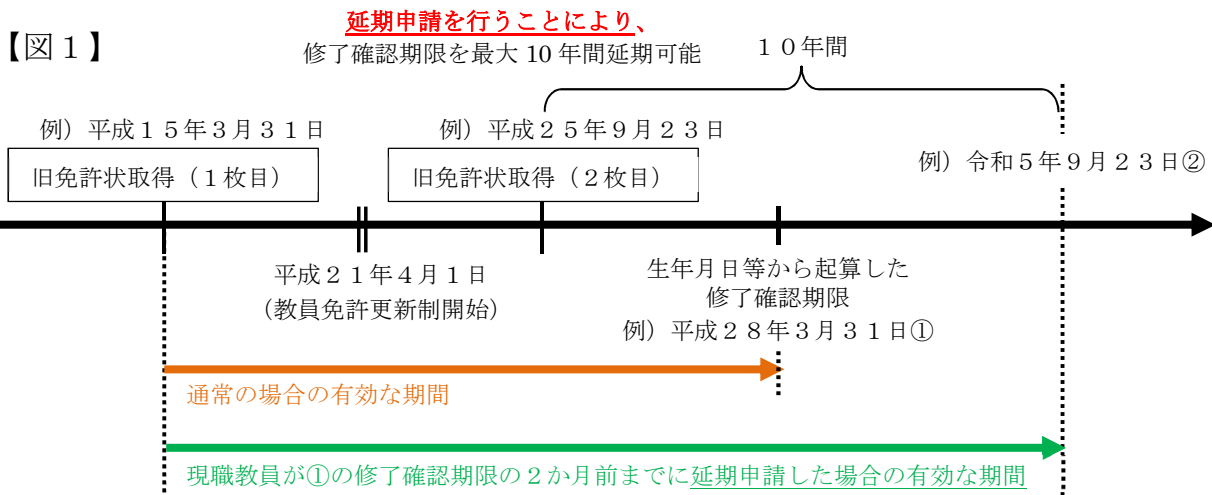 【図１】
延期申請を行うことにより、
修了確認期限を最大 10 年間延期可能
１０年間
例）平成１５年３月３１日
旧免許状取得（１枚目）
例）平成２５年９月２３日
旧免許状取得（２枚目）
例）令和５年９月２３日②
平成２１年４月１日
（教員免許更新制開始）
生年月日等から起算した
修了確認期限
例）平成２８年３月３１日①
通常の場合の有効な期間
現職教員が①の修了確認期限の２か月前までに延期申請した場合の有効な期間